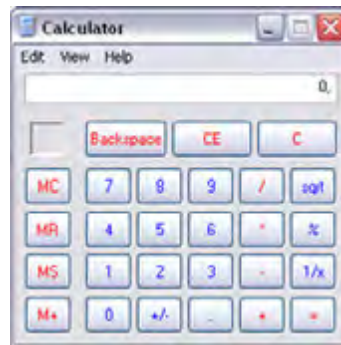 Calculator
Edit View Help
0,
Backspace CE C
MC 7 8 9 / sqrt
MR 4 5 6 * %
MS 1 2 3 - 1/x
M+ 0 +/- . + =